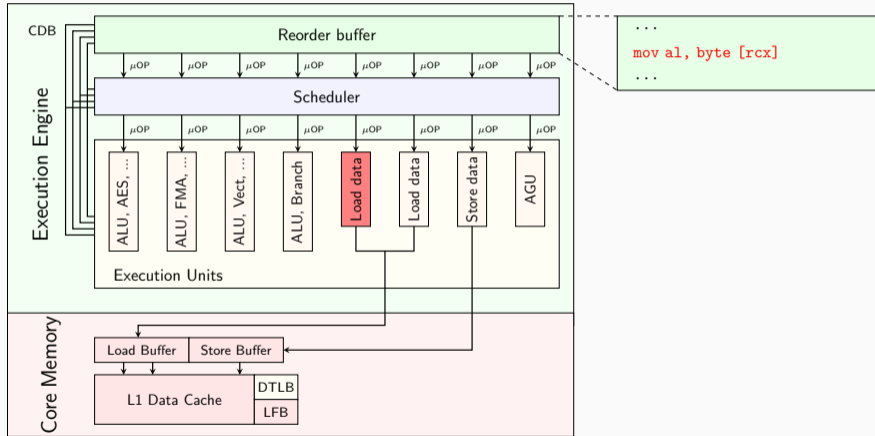 CDB
Reorder buffer
...
mov al, byte [rcx]
...
μOP μOP μOP μOP μOP μOP μOP μOP
Scheduler
μOP μOP μOP μOP μOP μOP μOP μOP
Execution Engine
ALU, AES, ...
ALU, FMA, ...
ALU, Vect, ...
ALU, Branch
Load data
Load data
Store data
AGU
Execution Units
Core Memory
Load Buffer
Store Buffer
L1 Data Cache
DTLB
LFB